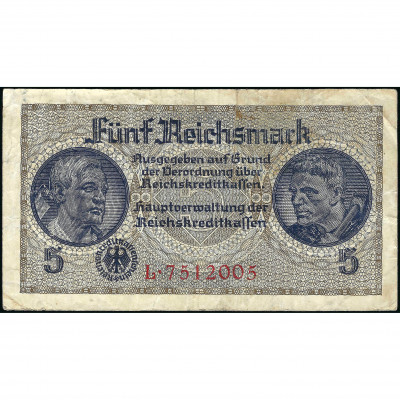 Fünf Reichsmark
Ausgegeben auf Grund
der Verordnung über
Reichskreditkassen.
Hauptverwaltung der
Reichskreditkassen
5
5
L·7512005